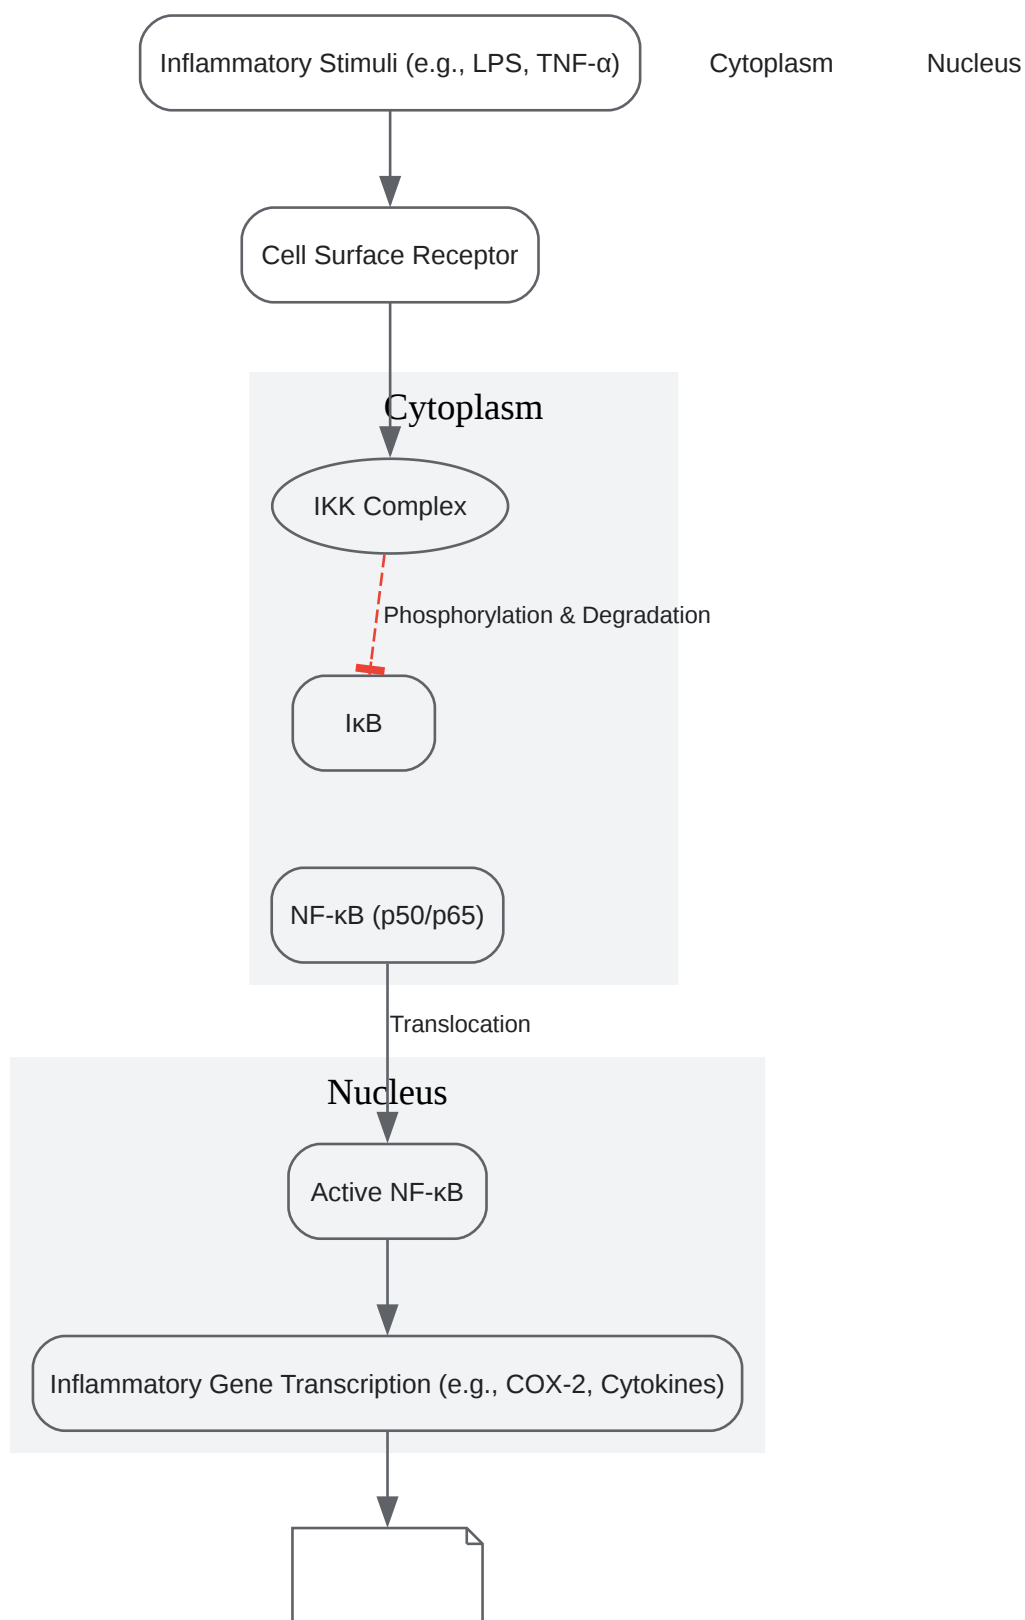 Inflammatory Stimuli (e.g., LPS, TNF-α)
Cytoplasm
Nucleus
Cell Surface Receptor
Cytoplasm
IKK Complex
Phosphorylation & Degradation
IκB
NF-κB (p50/p65)
Translocation
Nucleus
Active NF-κB
Inflammatory Gene Transcription (e.g., COX-2, Cytokines)